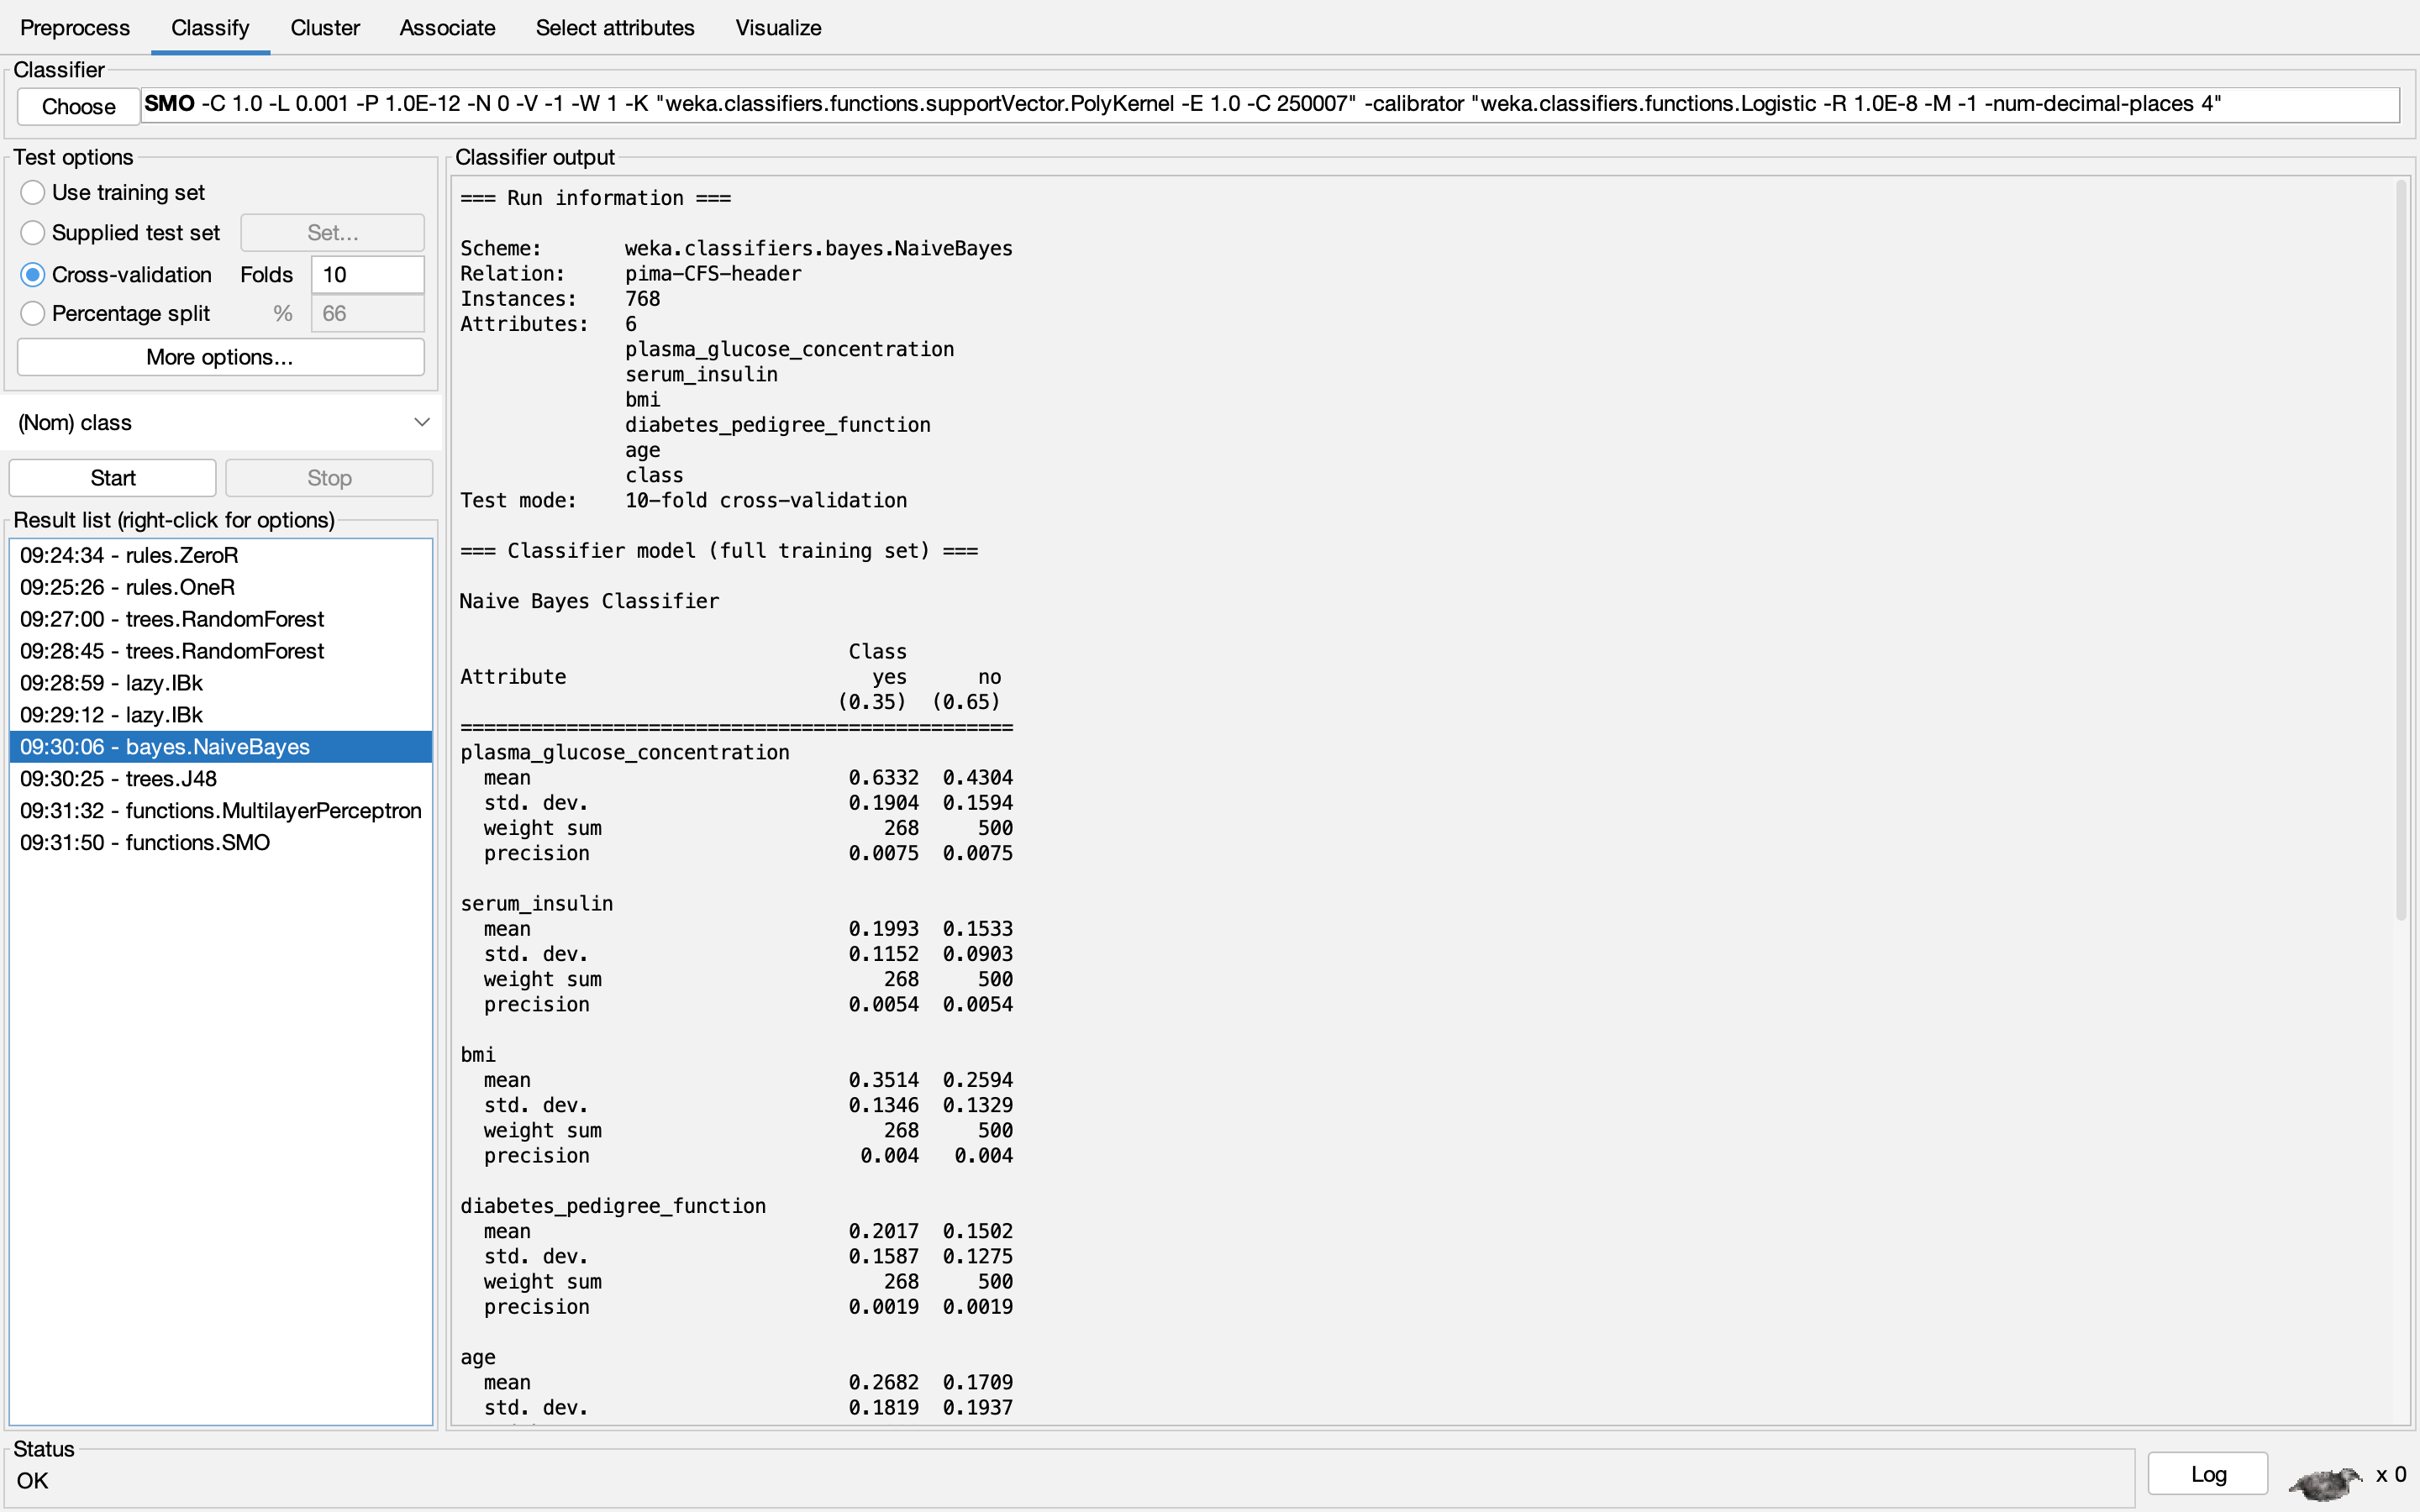 Preprocess Classify Cluster Associate Select attributes Visualize
Classifier
Choose SMO -C 1.0 -L 0.001 -P 1.0E-12 -N 0 -V -1 -W 1 -K "weka.classifiers.functions.supportVector.PolyKernel -E 1.0 -C 250007" -calibrator "weka.classifiers.functions.Logistic -R 1.0E-8 -M -1 -num-decimal-places 4"
Test options
Use training set
Supplied test set Set...
Cross-validation Folds 10
Percentage split % 66
More options...
(Nom) class
Start Stop
Result list (right-click for options)
09:24:34 - rules.ZeroR
09:25:26 - rules.OneR
09:27:00 - trees.RandomForest
09:28:45 - trees.RandomForest
09:28:59 - lazy.IBk
09:29:12 - lazy.IBk
09:30:06 - bayes.NaiveBayes
09:30:25 - trees.J48
09:31:32 - functions.MultilayerPerceptron
09:31:50 - functions.SMO
Classifier output
=== Run information ===
Scheme: weka.classifiers.bayes.NaiveBayes
Relation: pima-CFS-header
Instances: 768
Attributes: 6
plasma_glucose_concentration
serum_insulin
bmi
diabetes_pedigree_function
age
class
Test mode: 10-fold cross-validation
=== Classifier model (full training set) ===
Naive Bayes Classifier
Class
Attribute yes no
(0.35) (0.65)
===============================================
plasma_glucose_concentration
mean 0.6332 0.4304
std. dev. 0.1904 0.1594
weight sum 268 500
precision 0.0075 0.0075
serum_insulin
mean 0.1993 0.1533
std. dev. 0.1152 0.0903
weight sum 268 500
precision 0.0054 0.0054
bmi
mean 0.3514 0.2594
std. dev. 0.1346 0.1329
weight sum 268 500
precision 0.004 0.004
diabetes_pedigree_function
mean 0.2017 0.1502
std. dev. 0.1587 0.1275
weight sum 268 500
precision 0.0019 0.0019
age
mean 0.2682 0.1709
std. dev. 0.1819 0.1937
Status
OK
Log x 0